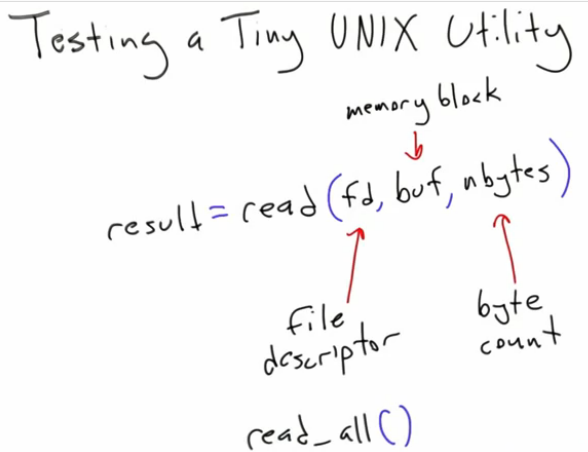 Testing a Tiny UNIX Utility
memory block
result = read (fd, buf, nbytes)
file
descriptor
byte
count
read_all()